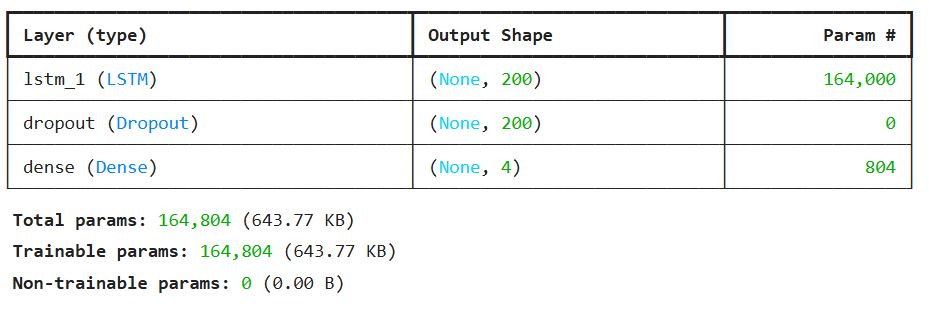 Layer (type) Output Shape Param #
lstm_1 (LSTM) (None, 200) 164,000
dropout (Dropout) (None, 200) 0
dense (Dense) (None, 4) 804
Total params: 164,804 (643.77 KB)
Trainable params: 164,804 (643.77 KB)
Non-trainable params: 0 (0.00 B)